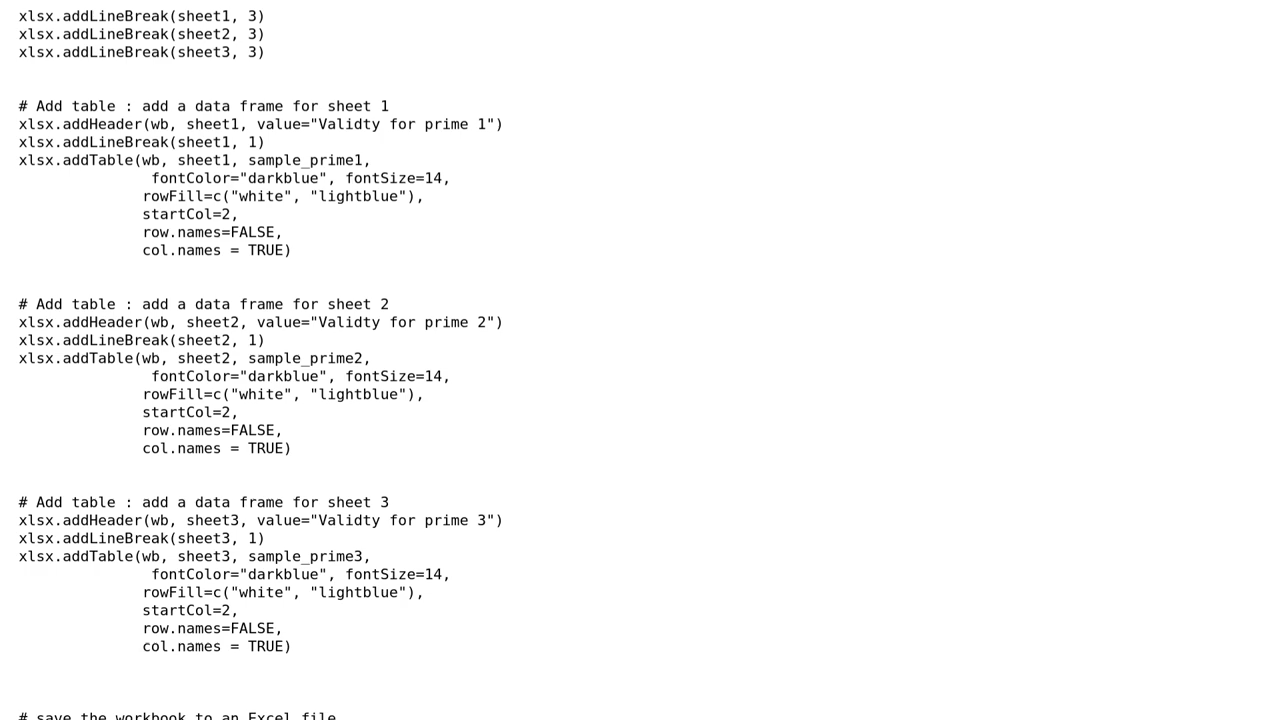 xlsx.addLineBreak(sheet1, 3)
xlsx.addLineBreak(sheet2, 3)
xlsx.addLineBreak(sheet3, 3)
# Add table : add a data frame for sheet 1
xlsx.addHeader(wb, sheet1, value="Validty for prime 1")
xlsx.addLineBreak(sheet1, 1)
xlsx.addTable(wb, sheet1, sample_prime1,
fontColor="darkblue", fontSize=14,
rowFill=c("white", "lightblue"),
startCol=2,
row.names=FALSE,
col.names = TRUE)
# Add table : add a data frame for sheet 2
xlsx.addHeader(wb, sheet2, value="Validty for prime 2")
xlsx.addLineBreak(sheet2, 1)
xlsx.addTable(wb, sheet2, sample_prime2,
fontColor="darkblue", fontSize=14,
rowFill=c("white", "lightblue"),
startCol=2,
row.names=FALSE,
col.names = TRUE)
# Add table : add a data frame for sheet 3
xlsx.addHeader(wb, sheet3, value="Validty for prime 3")
xlsx.addLineBreak(sheet3, 1)
xlsx.addTable(wb, sheet3, sample_prime3,
fontColor="darkblue", fontSize=14,
rowFill=c("white", "lightblue"),
startCol=2,
row.names=FALSE,
col.names = TRUE)
# save the workbook to an Excel file